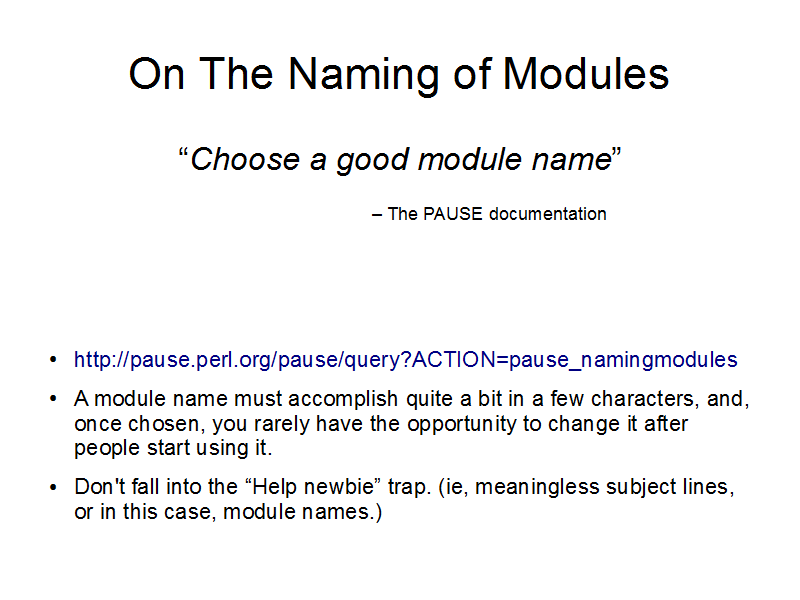 On The Naming of Modules
“Choose a good module name”
– The PAUSE documentation
• http://pause.perl.org/pause/query?ACTION=pause_namingmodules
• A module name must accomplish quite a bit in a few characters, and,
once chosen, you rarely have the opportunity to change it after
people start using it.
• Don't fall into the “Help newbie” trap. (ie, meaningless subject lines,
or in this case, module names.)